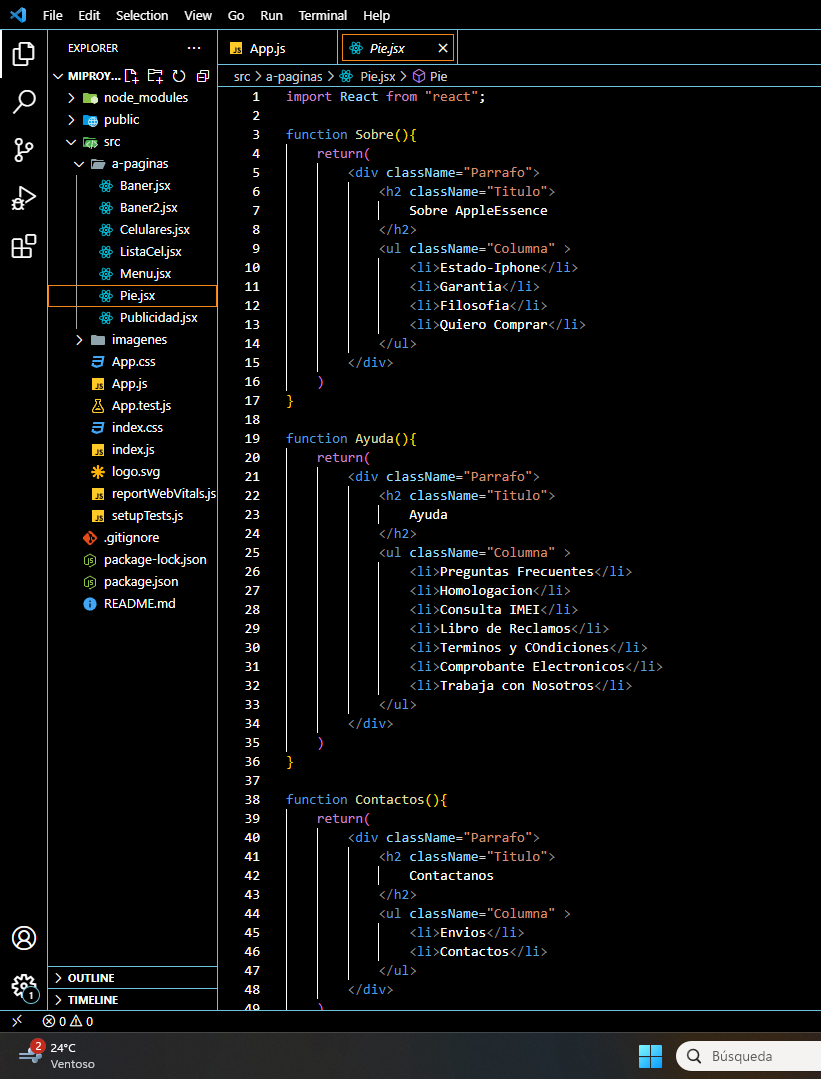 File Edit Selection View Go Run Terminal Help
EXPLORER ...
MIPROY...
node_modules
public
src
a-paginas
Baner.jsx
Baner2.jsx
Celulares.jsx
ListaCel.jsx
Menu.jsx
Pie.jsx
Publicidad.jsx
imagenes
App.css
App.js
App.test.js
index.css
index.js
logo.svg
reportWebVitals.js
setupTests.js
.gitignore
package-lock.json
package.json
README.md
OUTLINE
TIMELINE
App.js Pie.jsx
src > a-paginas > Pie.jsx > Pie
1 import React from "react";
2
3 function Sobre(){
4 return(
5 <div className="Parrafo">
6 <h2 className="Titulo">
7 Sobre AppleEssence
8 </h2>
9 <ul className="Columna" >
10 <li>Estado-Iphone</li>
11 <li>Garantia</li>
12 <li>Filosofia</li>
13 <li>Quiero Comprar</li>
14 </ul>
15 </div>
16 )
17 }
18
19 function Ayuda(){
20 return(
21 <div className="Parrafo">
22 <h2 className="Titulo">
23 Ayuda
24 </h2>
25 <ul className="Columna" >
26 <li>Preguntas Frecuentes</li>
27 <li>Homologacion</li>
28 <li>Consulta IMEI</li>
29 <li>Libro de Reclamos</li>
30 <li>Terminos y COndiciones</li>
31 <li>Comprobante Electronicos</li>
32 <li>Trabaja con Nosotros</li>
33 </ul>
34 </div>
35 )
36 }
37
38 function Contactos(){
39 return(
40 <div className="Parrafo">
41 <h2 className="Titulo">
42 Contactanos
43 </h2>
44 <ul className="Columna" >
45 <li>Envios</li>
46 <li>Contactos</li>
47 </ul>
48 </div>
49 )
1
0 0
2
24°C
Ventoso
Búsqueda